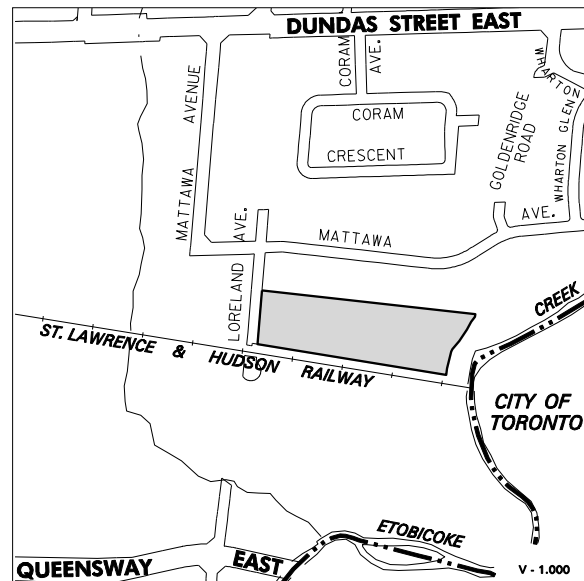 DUNDAS STREET EAST
CORAM
AVE.
WHARTON
WHARTON GLEN
AVE.
MATTAWA AVENUE
CORAM
CRESCENT
GOLDENRIDGE
ROAD
LORELAND AVE.
MATTAWA
ST. LAWRENCE & HUDSON RAILWAY
CREEK
CITY OF
TORONTO
ETOBICOKE
QUEENSWAY EAST
V - 1.000